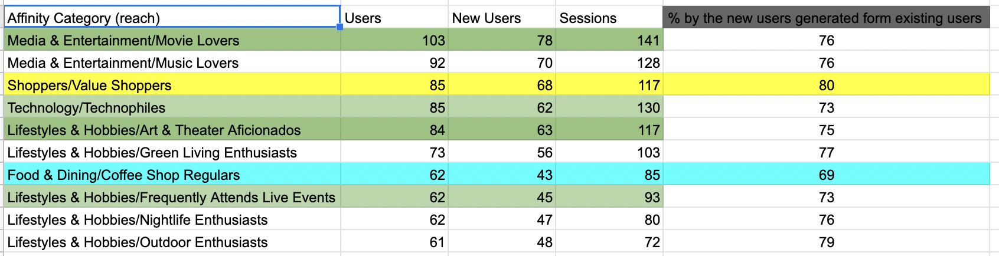 Affinity Category (reach) Users New Users Sessions % by the new users generated form existing users
Media & Entertainment/Movie Lovers 103 78 141 76
Media & Entertainment/Music Lovers 92 70 128 76
Shoppers/Value Shoppers 85 68 117 80
Technology/Technophiles 85 62 130 73
Lifestyles & Hobbies/Art & Theater Aficionados 84 63 117 75
Lifestyles & Hobbies/Green Living Enthusiasts 73 56 103 77
Food & Dining/Coffee Shop Regulars 62 43 85 69
Lifestyles & Hobbies/Frequently Attends Live Events 62 45 93 73
Lifestyles & Hobbies/Nightlife Enthusiasts 62 47 80 76
Lifestyles & Hobbies/Outdoor Enthusiasts 61 48 72 79